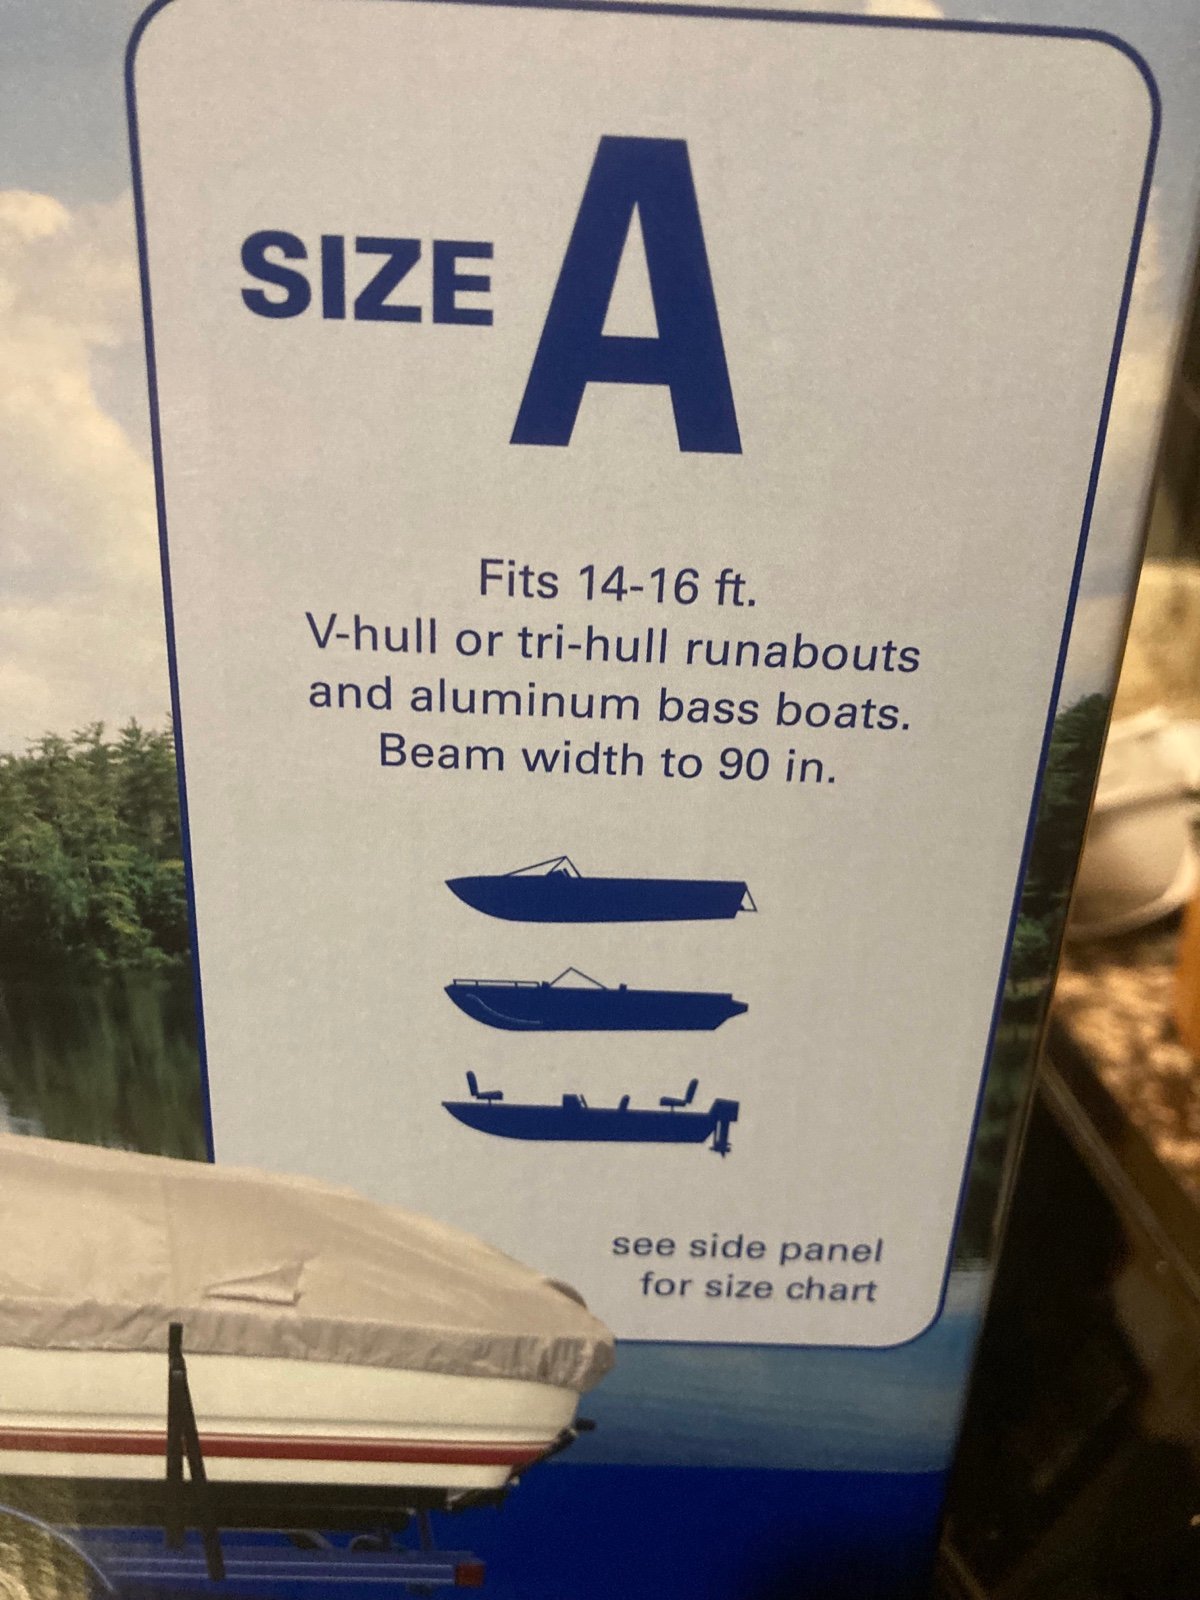 SIZE A
Fits 14-16 ft.
V-hull or tri-hull runabouts
and aluminum bass boats.
Beam width to 90 in.
see side panel
for size chart